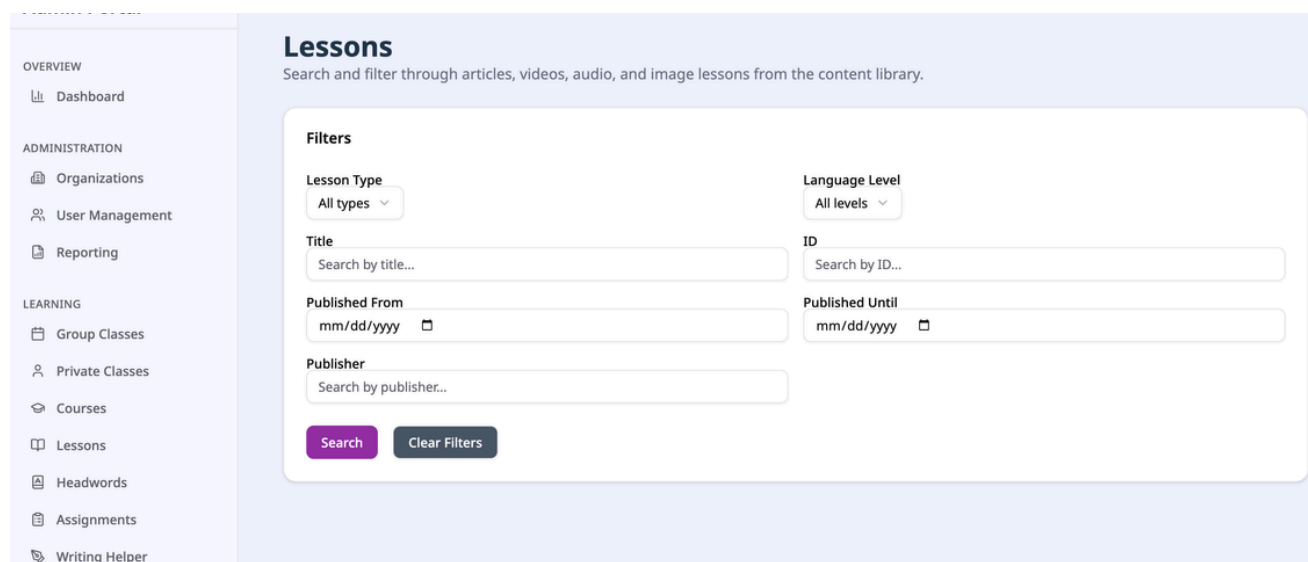 OVERVIEW
Dashboard
ADMINISTRATION
Organizations
User Management
Reporting
LEARNING
Group Classes
Private Classes
Courses
Lessons
Headwords
Assignments
Writing Helper
Lessons
Search and filter through articles, videos, audio, and image lessons from the content library.
Filters
Lesson Type
All types
Language Level
All levels
Title
Search by title...
ID
Search by ID...
Published From
mm/dd/yyyy
Published Until
mm/dd/yyyy
Publisher
Search by publisher...
Search
Clear Filters